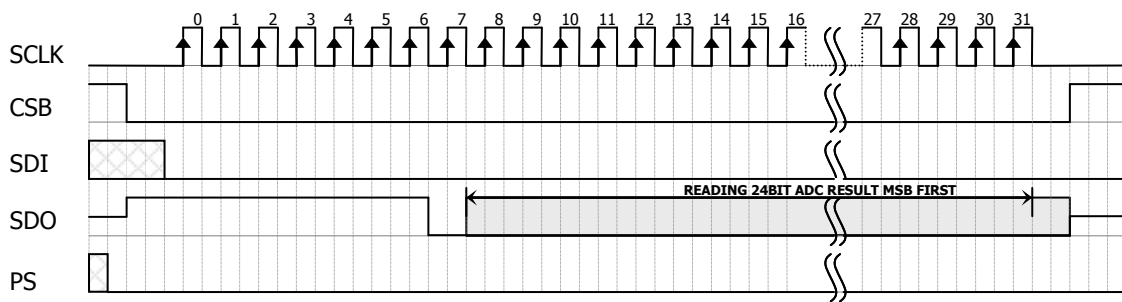 0 1 2 3 4 5 6 7 8 9 10 11 12 13 14 15 16 27 28 29 30 31
SCLK
CSB
SDI
READING 24BIT ADC RESULT MSB FIRST
SDO
PS